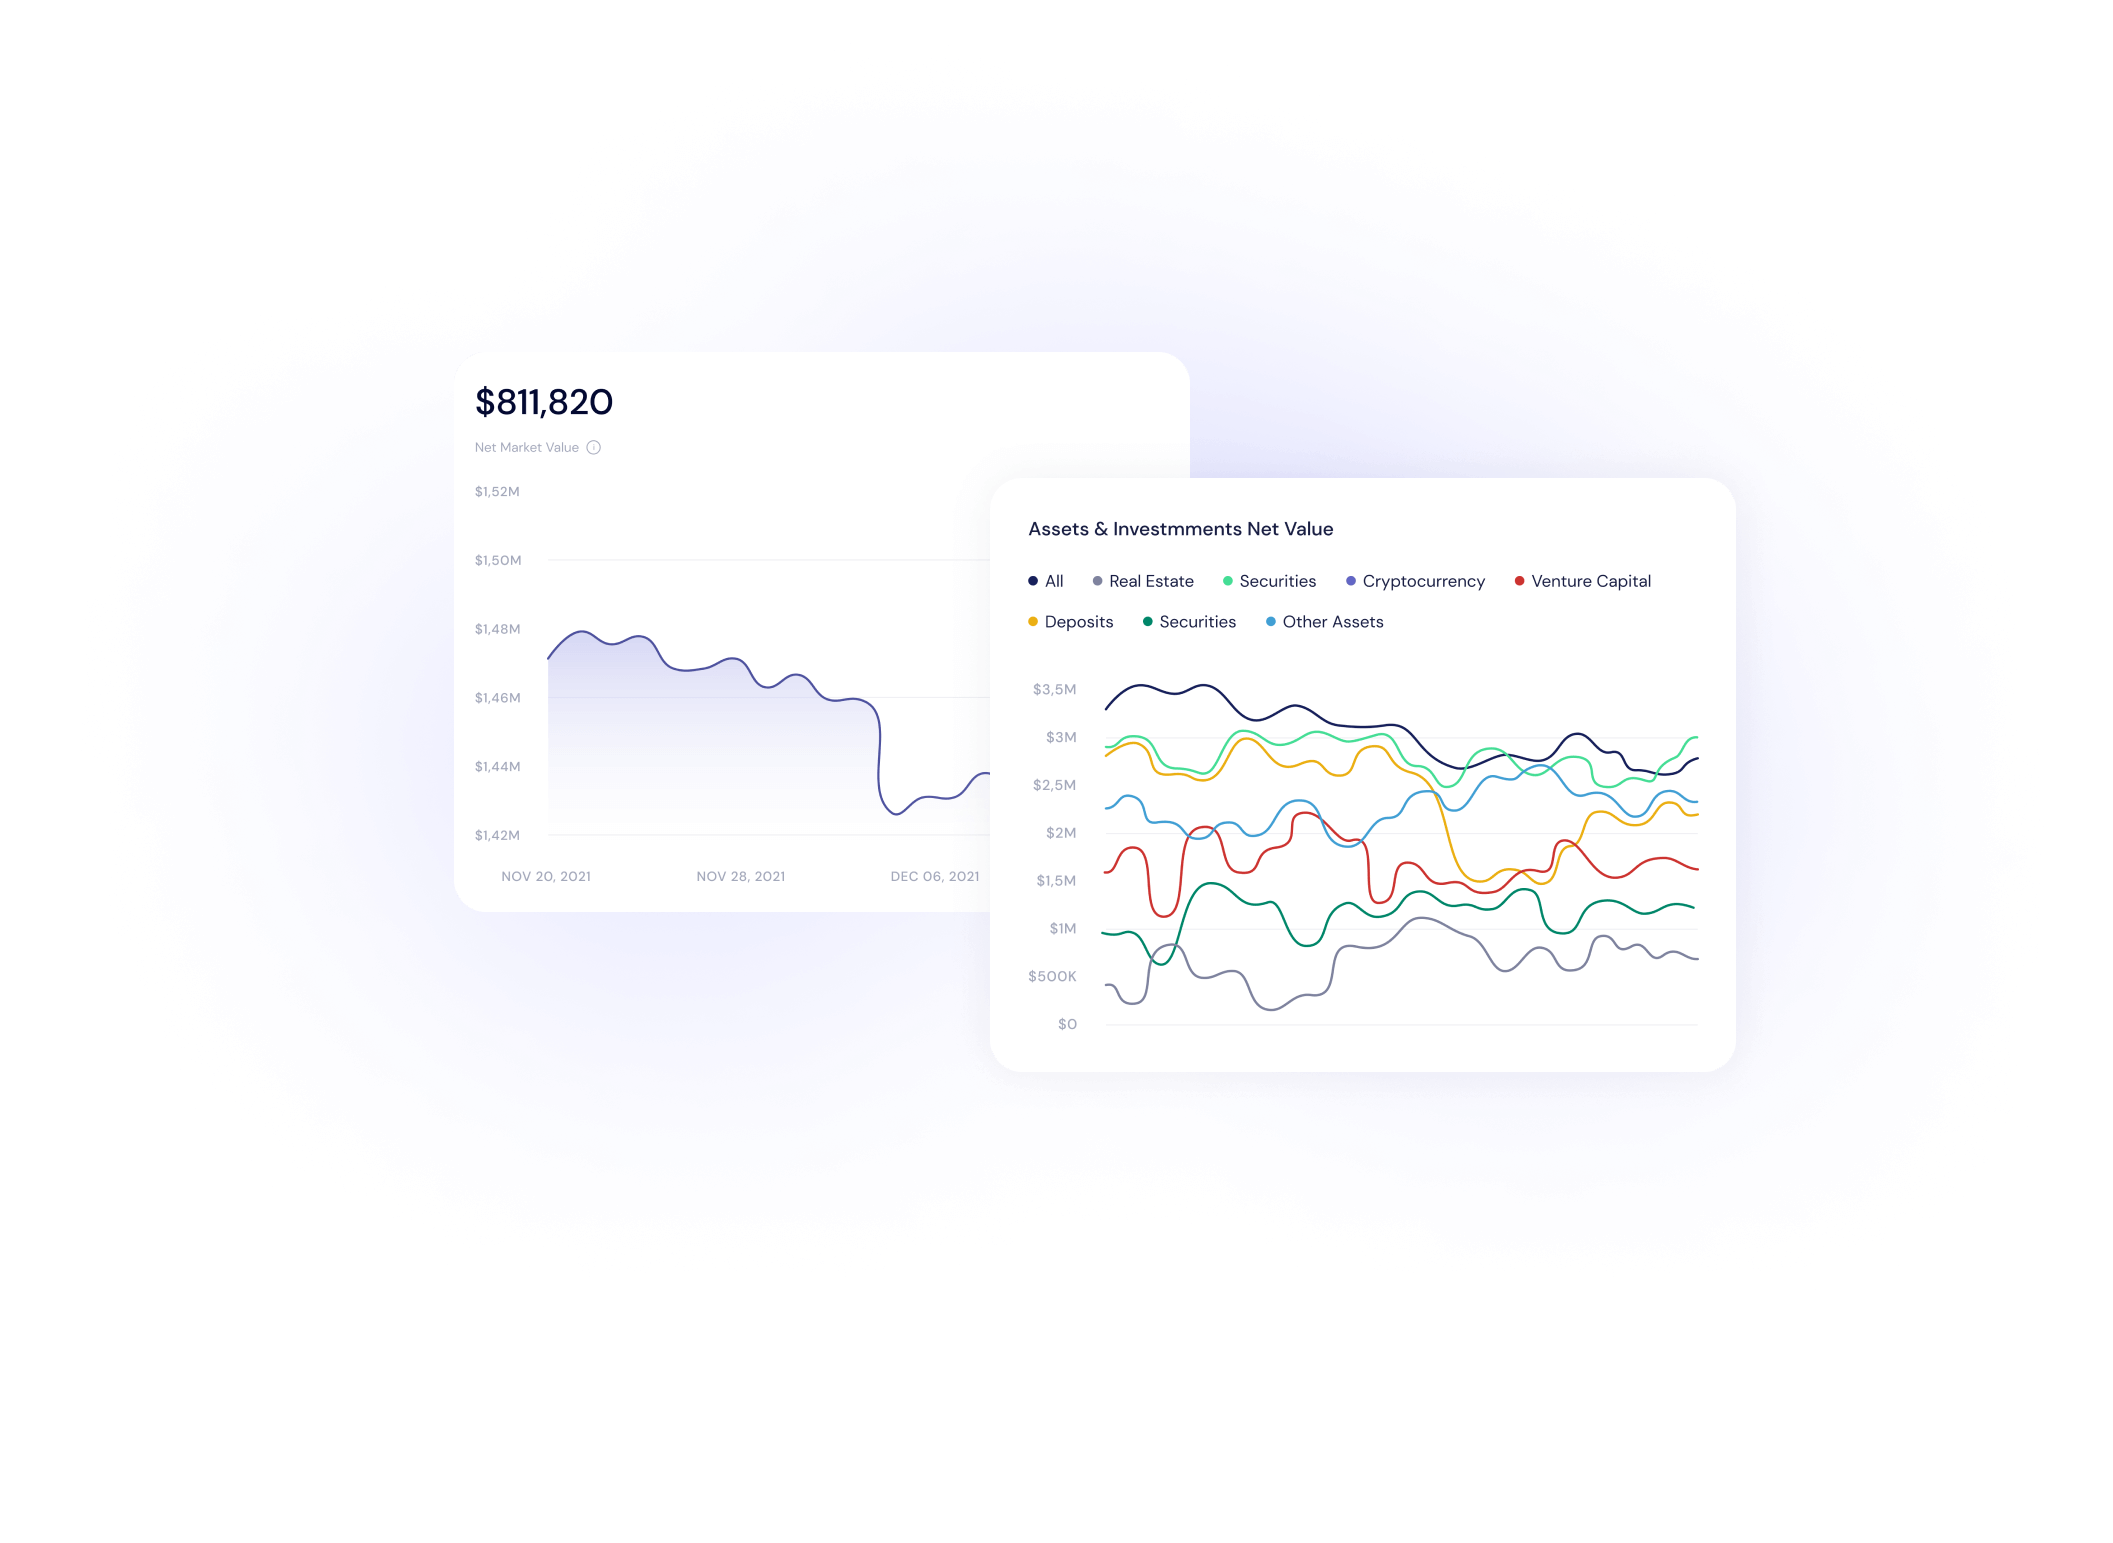 $811,820
Net Market Value
$1,52M
$1,50M
$1,48M
$1,46M
$1,44M
$1,42M
NOV 20, 2021 NOV 28, 2021 DEC 06, 2021
Assets & Investmments Net Value
All Real Estate Securities Cryptocurrency Venture Capital
Deposits Securities Other Assets
$3,5M
$3M
$2,5M
$2M
$1,5M
$1M
$500K
$0